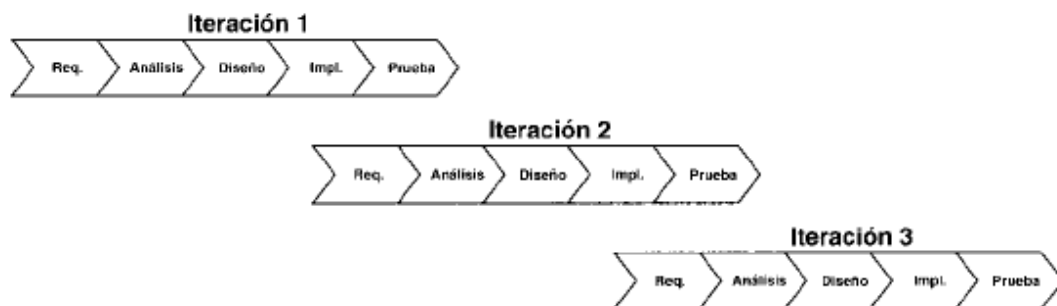 Iteración 1
Req. Análisis Diseño Impl. Prueba
Iteración 2
Req. Análisis Diseño Impl. Prueba
Iteración 3
Req. Análisis Diseño Impl. Prueba